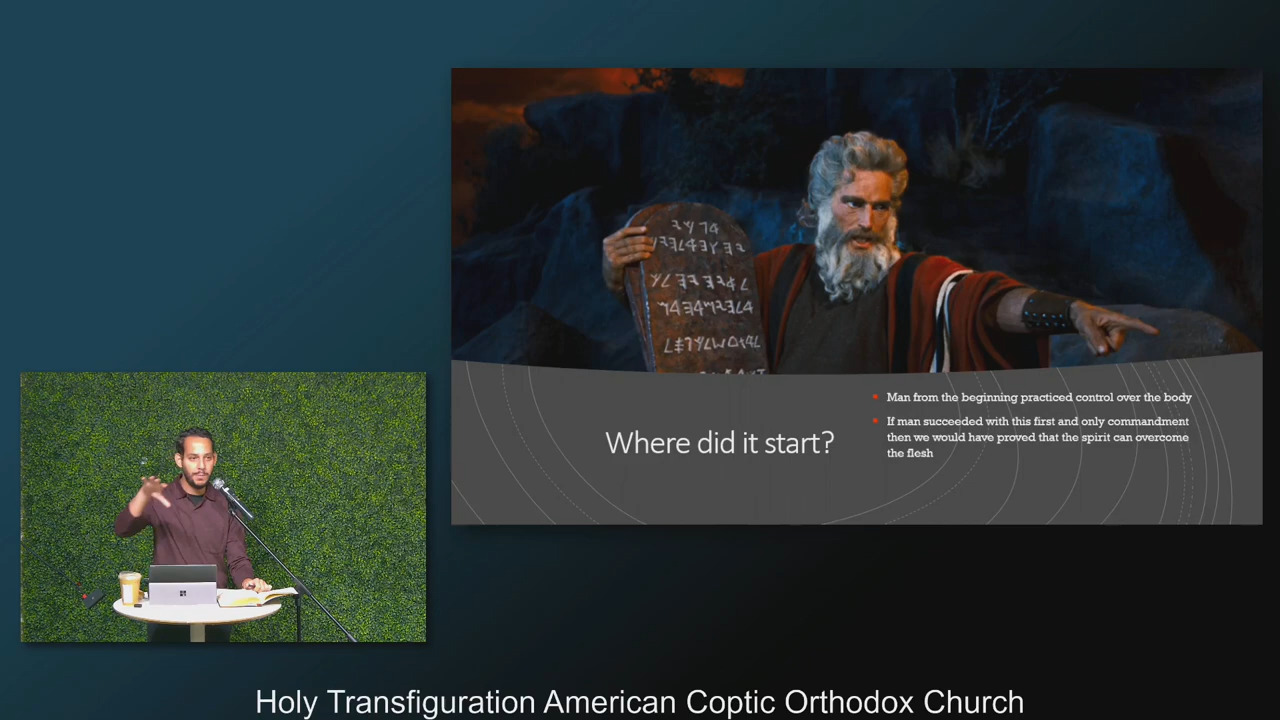 Where did it start?
Man from the beginning practiced control over the body
If man succeeded with this first and only commandment
then we would have proved that the spirit can overcome
the flesh
Holy Transfiguration American Coptic Orthodox Church